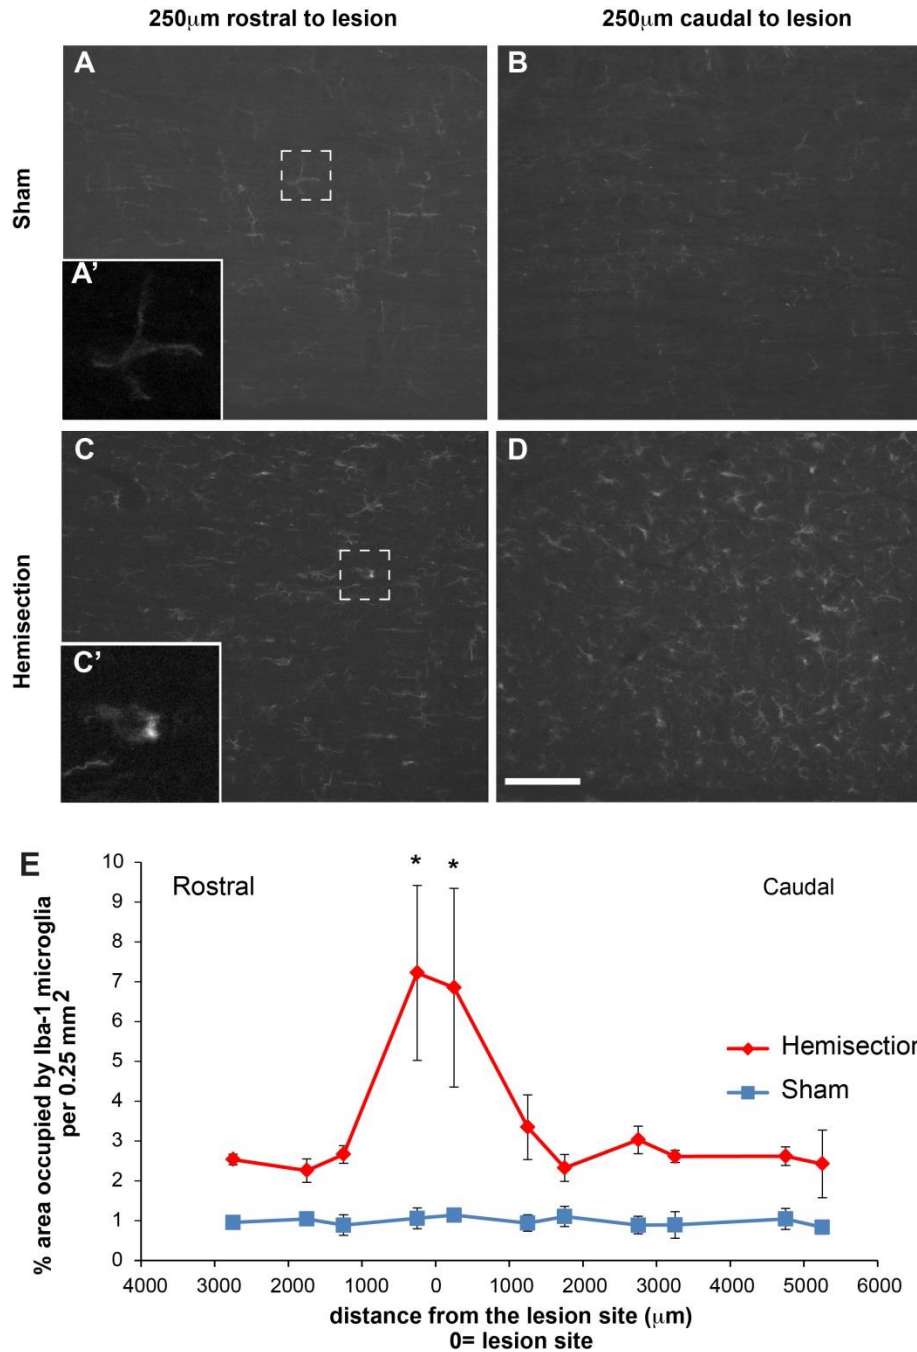 250μm rostral to lesion
250μm caudal to lesion
Sham
A
B
A'
Hemisection
C
D
C'
E
% area occupied by Iba-1 microglia
per 0.25 mm²
10
9
8
7
6
5
4
3
2
1
0
Rostral
Caudal
* *
Hemisection
Sham
4000 3000 2000 1000 0 1000 2000 3000 4000 5000 6000
distance from the lesion site (μm)
0= lesion site